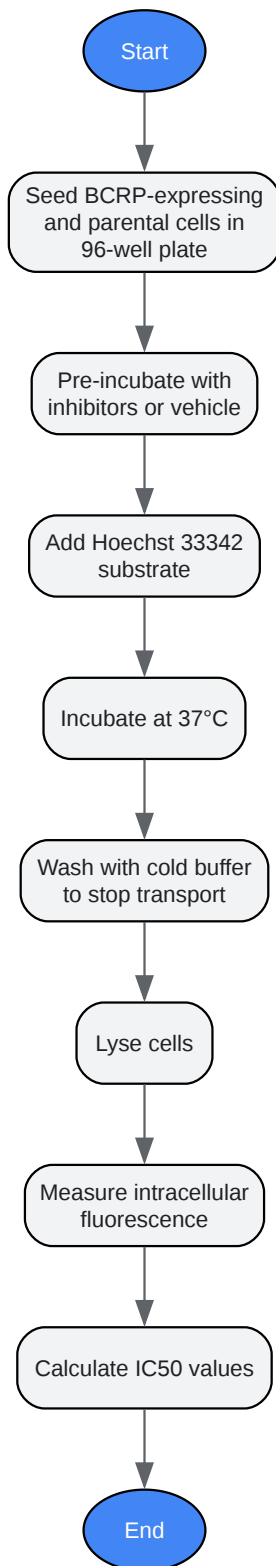 Start
Seed BCRP-expressing
and parental cells in
96-well plate
Pre-incubate with
inhibitors or vehicle
Add Hoechst 33342
substrate
Incubate at 37°C
Wash with cold buffer
to stop transport
Lyse cells
Measure intracellular
fluorescence
Calculate IC50 values
End